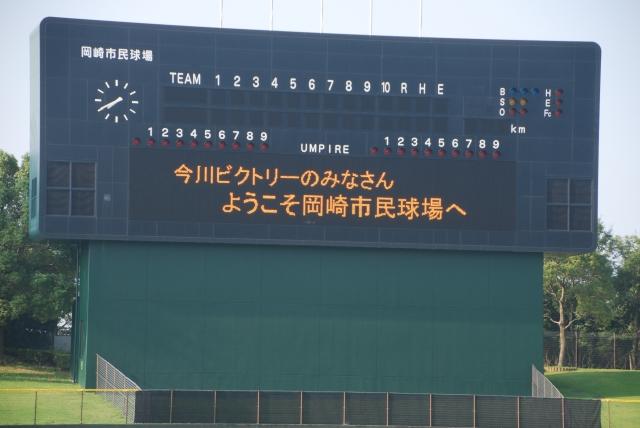 岡崎市民球場
TEAM 1 2 3 4 5 6 7 8 9 10 R H E
B H
S E
O Fc
km
1 2 3 4 5 6 7 8 9 UMPIRE 1 2 3 4 5 6 7 8 9
今川ビクトリーのみなさん
ようこそ岡崎市民球場へ